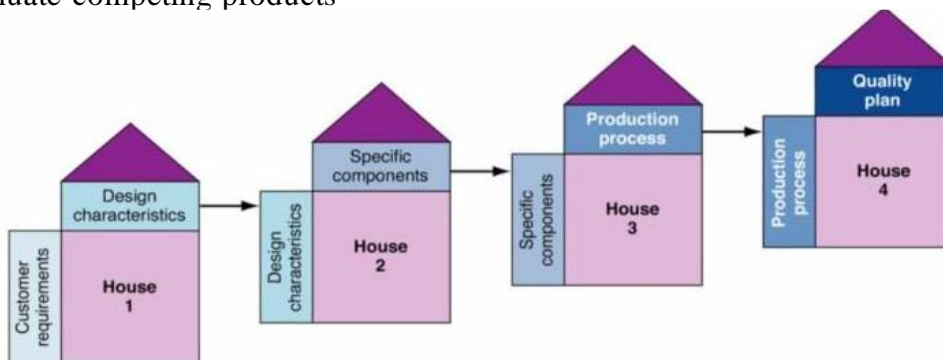 competing products
Design
characteristics
Customer
requirements
House
1
Specific
components
Design
characteristics
House
2
Production
process
Specific
components
House
3
Quality
plan
Production
process
House
4